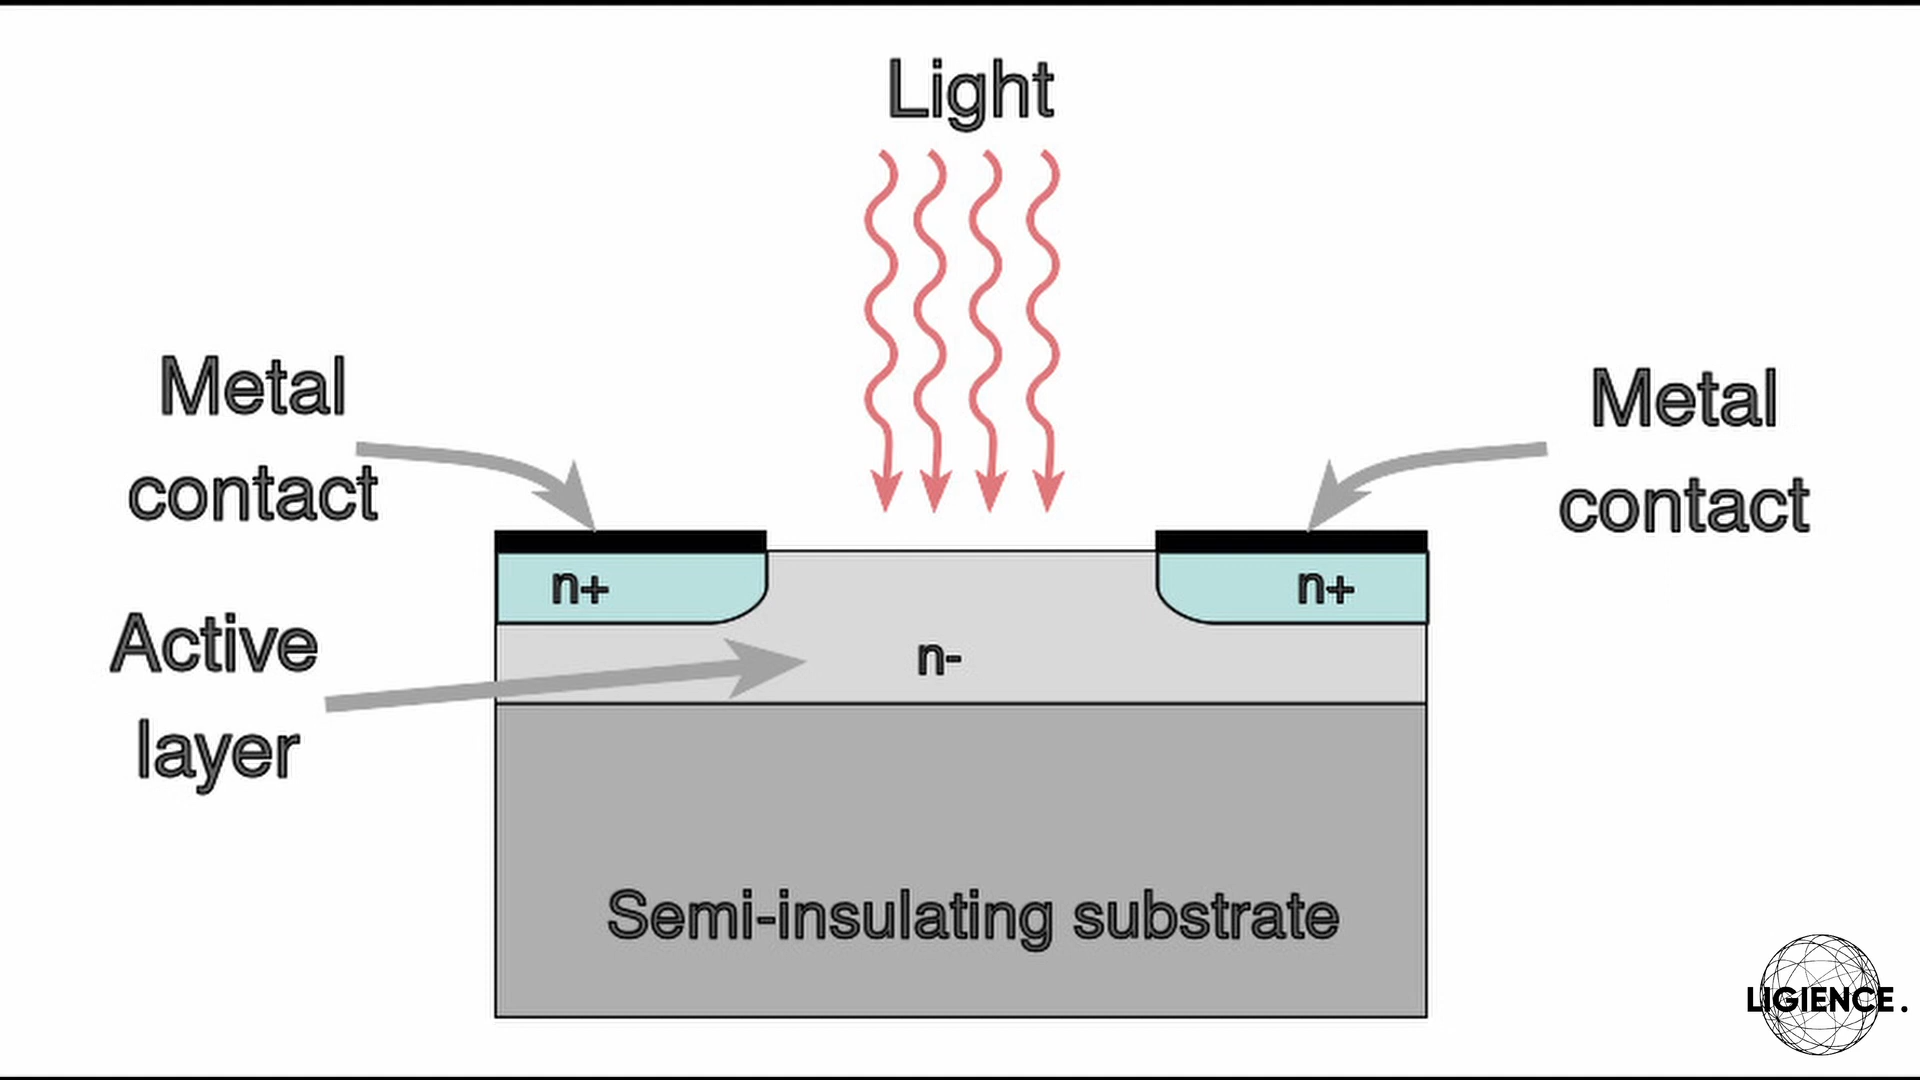 Light
Metal
contact
Metal
contact
n+
n+
Active
layer
n-
Semi-insulating substrate
LIGIENCE.